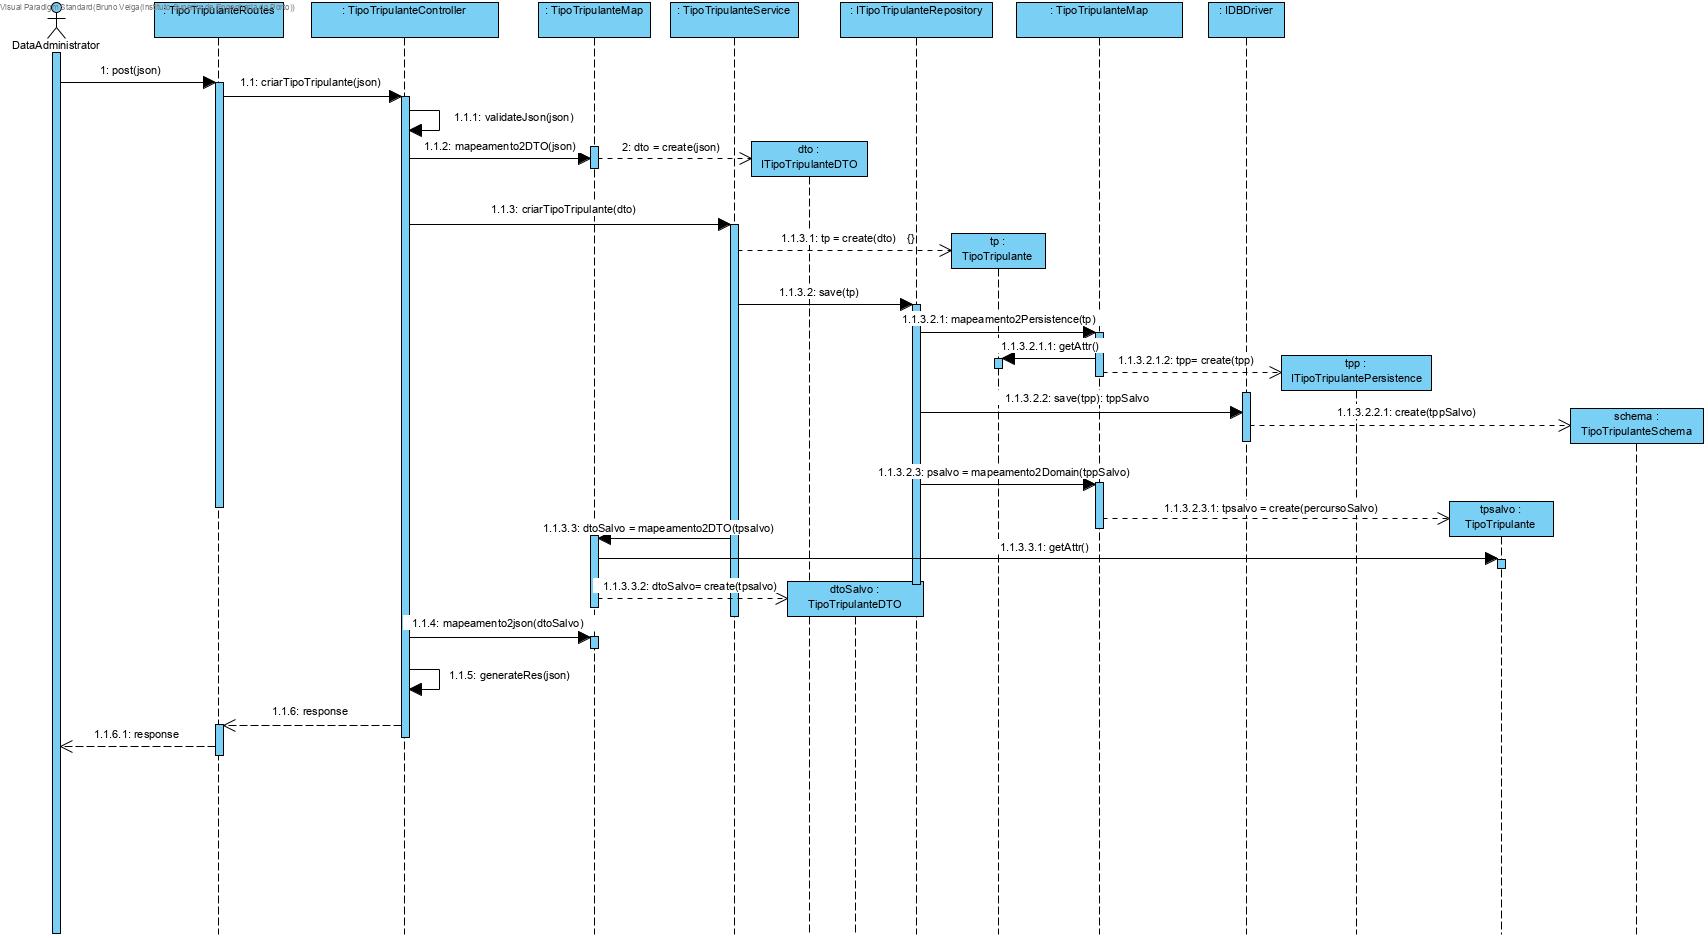 Visual Paradigm Standard(Bruno Veiga(Instituto Superior de Engenharia do Porto))
: TipoTripulanteRoutes
: TipoTripulanteController
: TipoTripulanteMap
: TipoTripulanteService
: ITipoTripulanteRepository
: TipoTripulanteMap
: IDBDriver
DataAdministrator
1: post(json)
1.1: criarTipoTripulante(json)
1.1.1: validateJson(json)
1.1.2: mapeamento2DTO(json)
2: dto = create(json)
dto :
ITipoTripulanteDTO
1.1.3: criarTipoTripulante(dto)
1.1.3.1: tp = create(dto)
{}
tp :
TipoTripulante
1.1.3.2: save(tp)
1.1.3.2.1: mapeamento2Persistence(tp)
1.1.3.2.1.1: getAttr()
1.1.3.2.1.2: tpp= create(tpp)
tpp :
ITipoTripulantePersistence
1.1.3.2.2: save(tpp): tppSalvo
1.1.3.2.2.1: create(tppSalvo)
schema :
TipoTripulanteSchema
1.1.3.2.3: psalvo = mapeamento2Domain(tppSalvo)
1.1.3.2.3.1: tpsalvo = create(percursoSalvo)
tpsalvo :
TipoTripulante
1.1.3.3: dtoSalvo = mapeamento2DTO(tpsalvo)
1.1.3.3.1: getAttr()
1.1.3.3.2: dtoSalvo= create(tpsalvo)
dtoSalvo :
TipoTripulanteDTO
1.1.4: mapeamento2json(dtoSalvo)
1.1.5: generateRes(json)
1.1.6: response
1.1.6.1: response